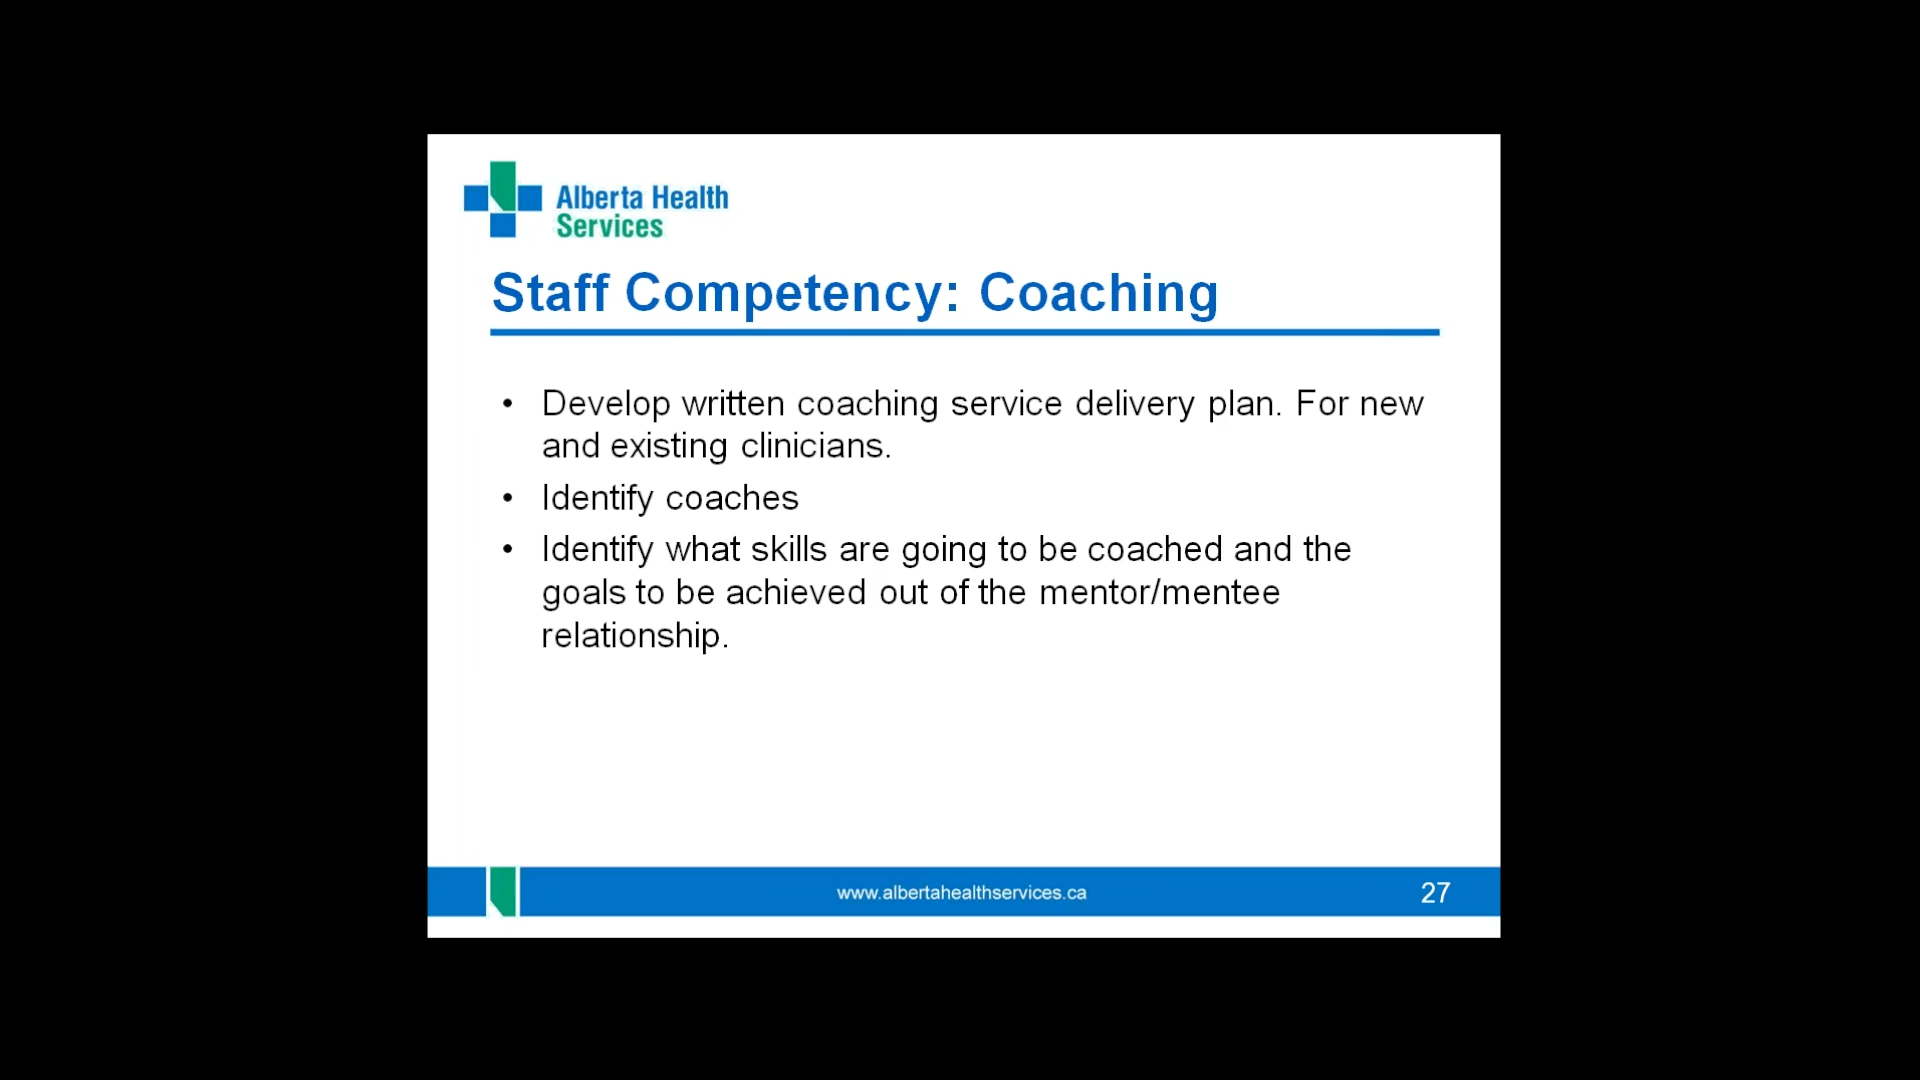 Alberta Health
Services
Staff Competency: Coaching
• Develop written coaching service delivery plan. For new
and existing clinicians.
• Identify coaches
• Identify what skills are going to be coached and the
goals to be achieved out of the mentor/mentee
relationship.
www.albertahealthservices.ca
27